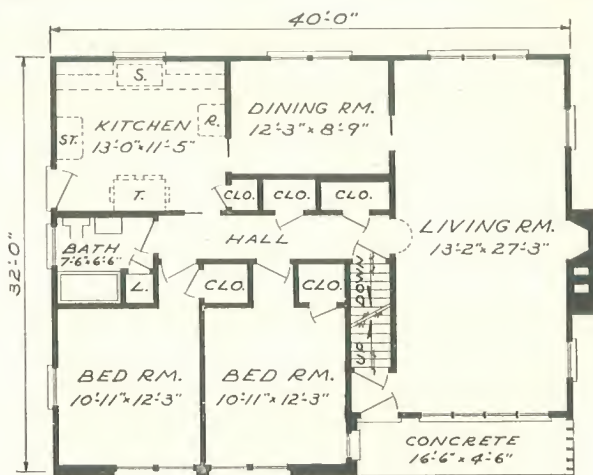 40'-0"
32'-0"
S.
ST.
KITCHEN
13'-0" x 11'-5"
R.
T.
DINING RM.
12'-3" x 8'-9"
CLO.
CLO.
CLO.
LIVING RM.
13'-2" x 27'-3"
HALL
BATH
7'-6" x 6'-6"
L.
CLO.
CLO.
DOWN
UP
BED RM.
10'-11" x 12'-3"
BED RM.
10'-11" x 12'-3"
CONCRETE
16'-6" x 4'-6"